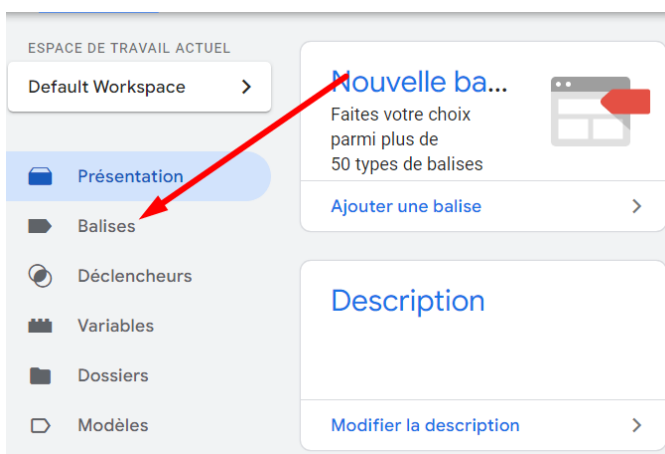 ESPACE DE TRAVAIL ACTUEL
Default Workspace
Présentation
Balises
Déclencheurs
Variables
Dossiers
Modèles
Nouvelle ba...
Faites votre choix
parmi plus de
50 types de balises
Ajouter une balise
Description
Modifier la description